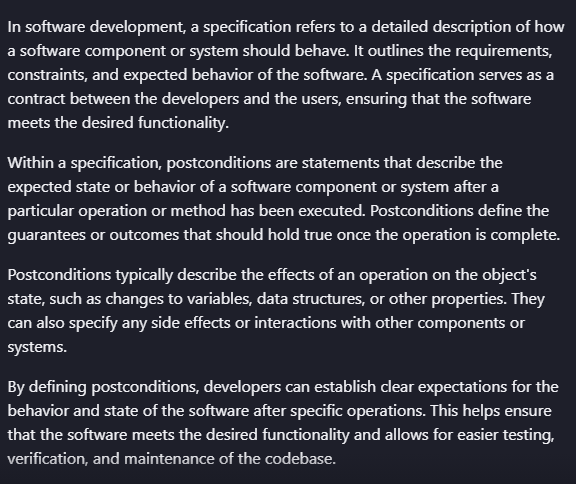 In software development, a specification refers to a detailed description of how
a software component or system should behave. It outlines the requirements,
constraints, and expected behavior of the software. A specification serves as a
contract between the developers and the users, ensuring that the software
meets the desired functionality.
Within a specification, postconditions are statements that describe the
expected state or behavior of a software component or system after a
particular operation or method has been executed. Postconditions define the
guarantees or outcomes that should hold true once the operation is complete.
Postconditions typically describe the effects of an operation on the object's
state, such as changes to variables, data structures, or other properties. They
can also specify any side effects or interactions with other components or
systems.
By defining postconditions, developers can establish clear expectations for the
behavior and state of the software after specific operations. This helps ensure
that the software meets the desired functionality and allows for easier testing,
verification, and maintenance of the codebase.